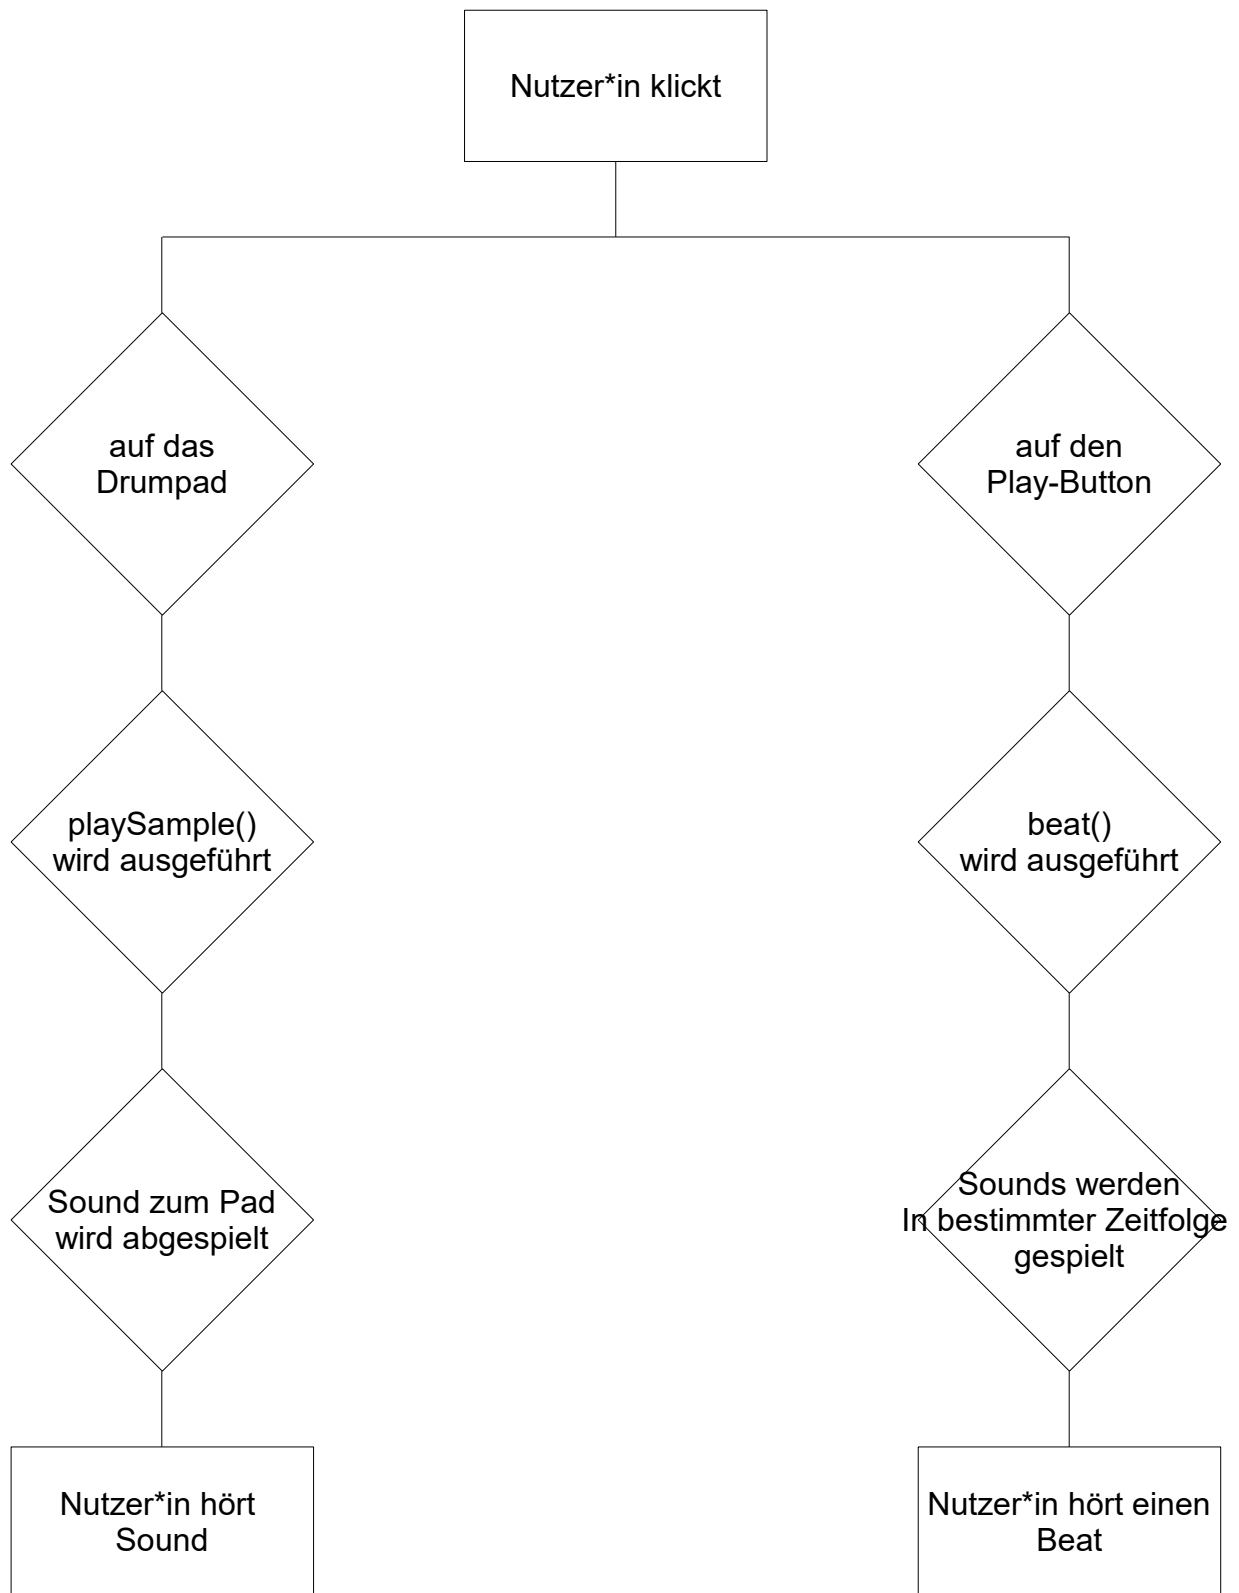 Nutzer*in klickt
auf das
Drumpad
auf den
Play-Button
playSample()
wird ausgeführt
beat()
wird ausgeführt
Sound zum Pad
wird abgespielt
Sounds werden
In bestimmter Zeitfolge
gespielt
Nutzer*in hört
Sound
Nutzer*in hört einen
Beat